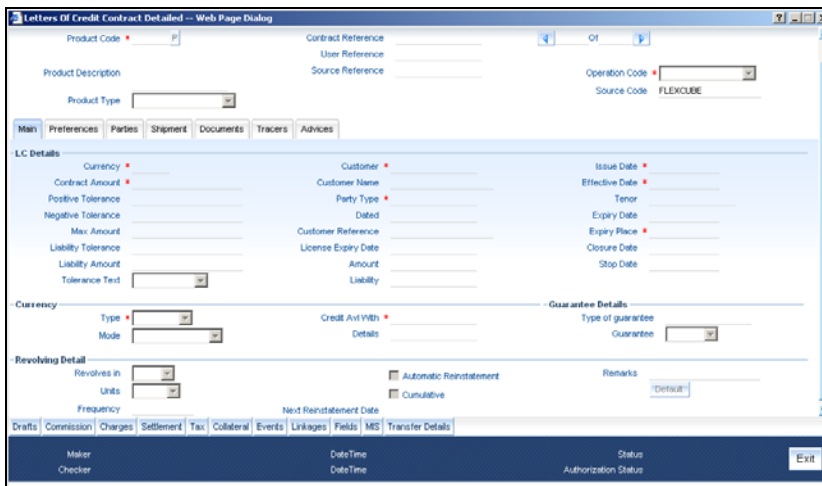 Letters Of Credit Contract Detailed -- Web Page Dialog
Product Code * P Contract Reference Of
User Reference
Product Description Source Reference Operation Code *
Source Code FLEXCUBE
Product Type
Main Preferences Parties Shipment Documents Tracers Advices
LC Details
Currency * Customer * Issue Date *
Contract Amount * Customer Name Effective Date *
Positive Tolerance Party Type * Tenor
Negative Tolerance Dated Expiry Date
Max Amount Customer Reference Expiry Place *
Liability Tolerance License Expiry Date Closure Date
Liability Amount Amount Stop Date
Tolerance Text Liability
Currency Guarantee Details
Type * Credit Avl With * Type of guarantee
Mode Details Guarantee
Revolving Detail
Revolves in Automatic Reinstatement Remarks
Units Cumulative Default
Frequency Next Reinstatement Date
Drafts Commission Charges Settlement Tax Collateral Events Linkages Fields MIS Transfer Details
Maker DateTime Status
Checker DateTime Authorization Status
Exit